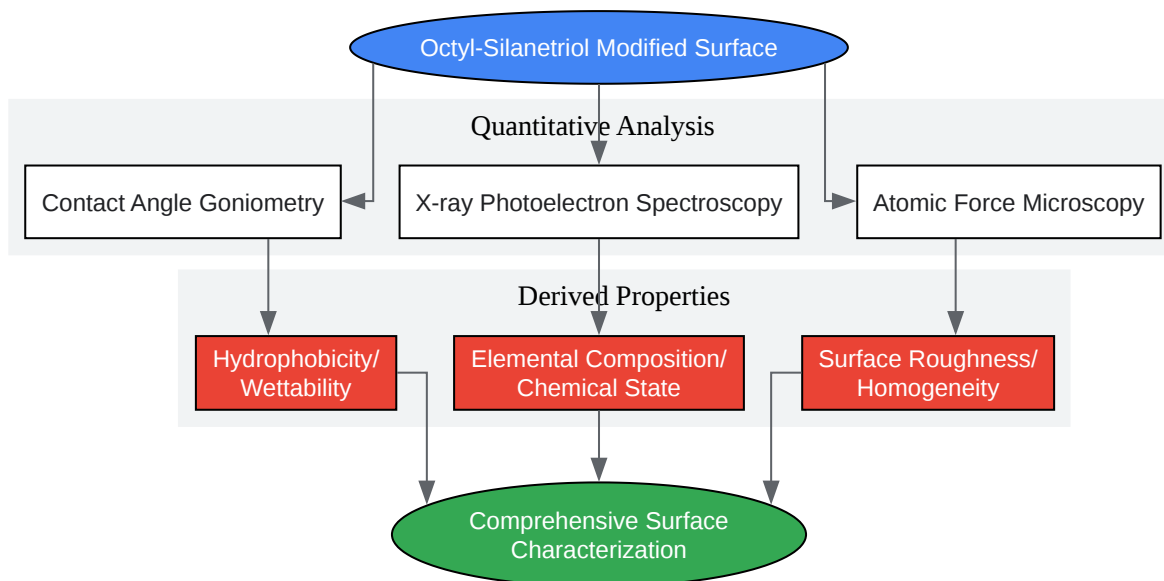 Octyl-Silanetriol Modified Surface
Quantitative Analysis
Contact Angle Goniometry
X-ray Photoelectron Spectroscopy
Atomic Force Microscopy
Derived Properties
Hydrophobicity/
Wettability
Elemental Composition/
Chemical State
Surface Roughness/
Homogeneity
Comprehensive Surface
Characterization